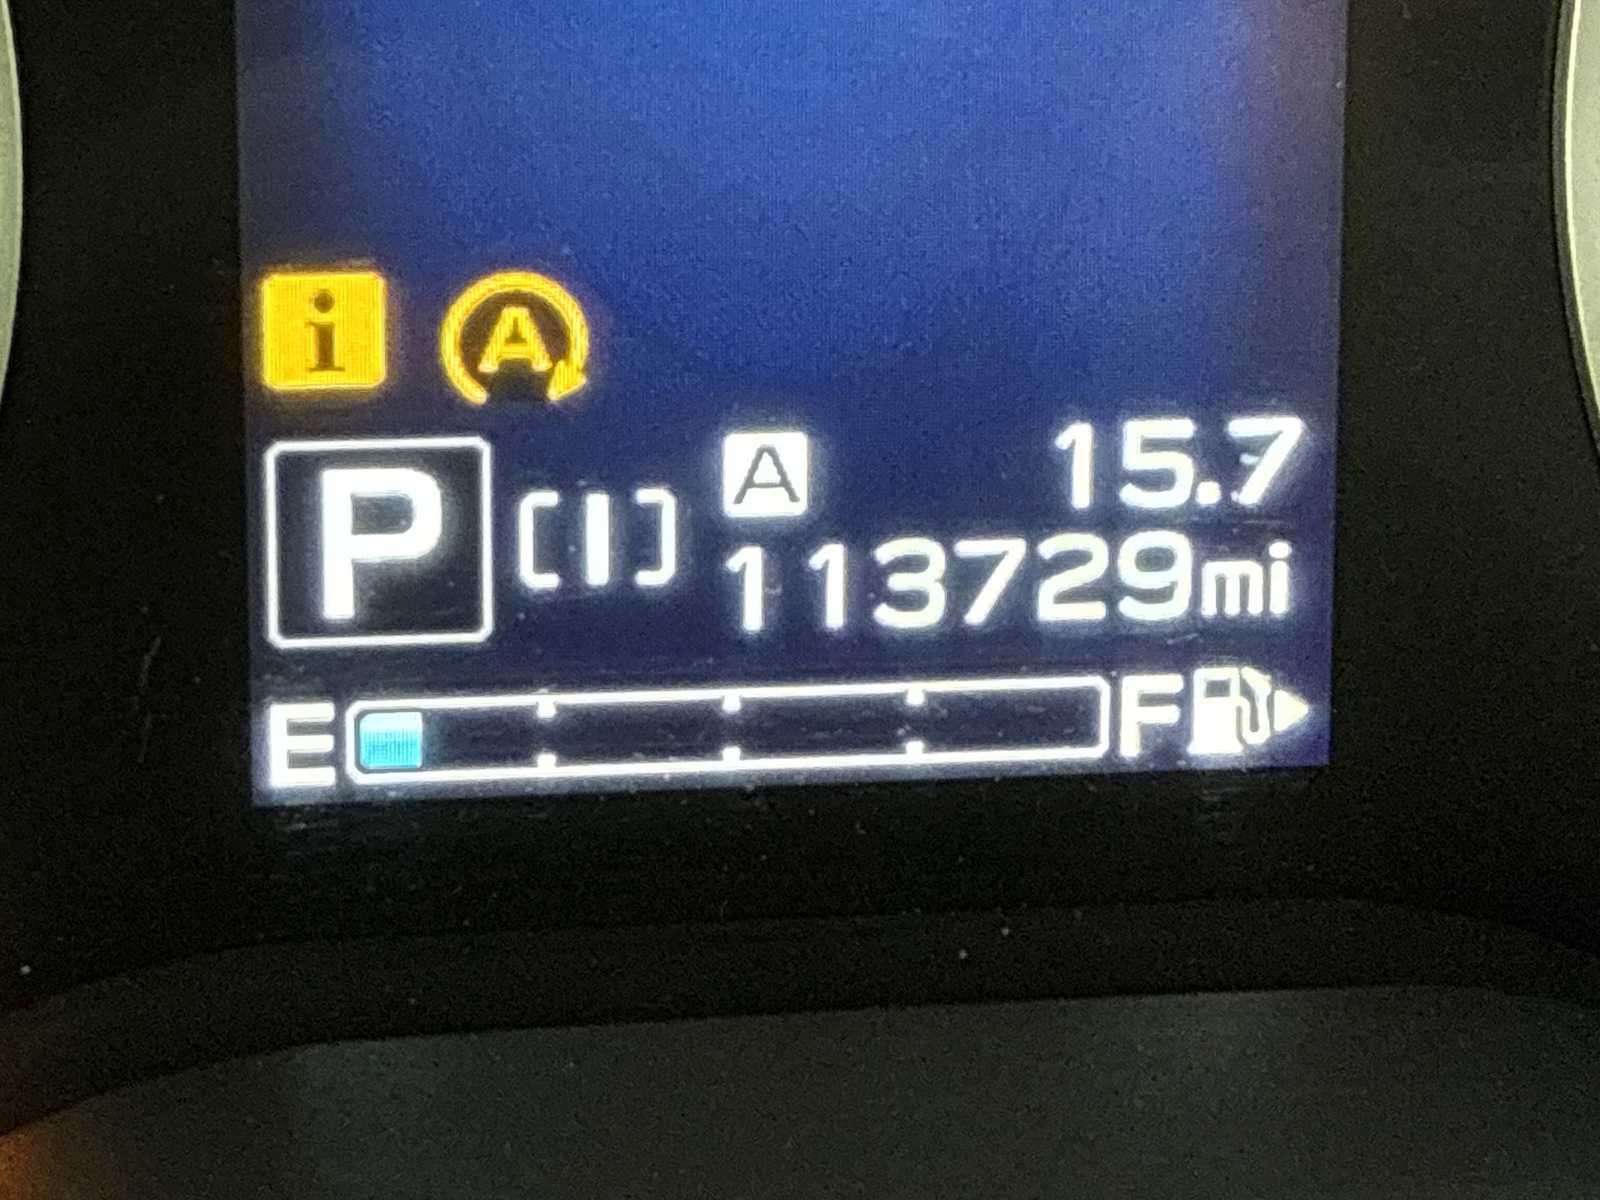 i A
P [I] A 15.7
113729mi
E F